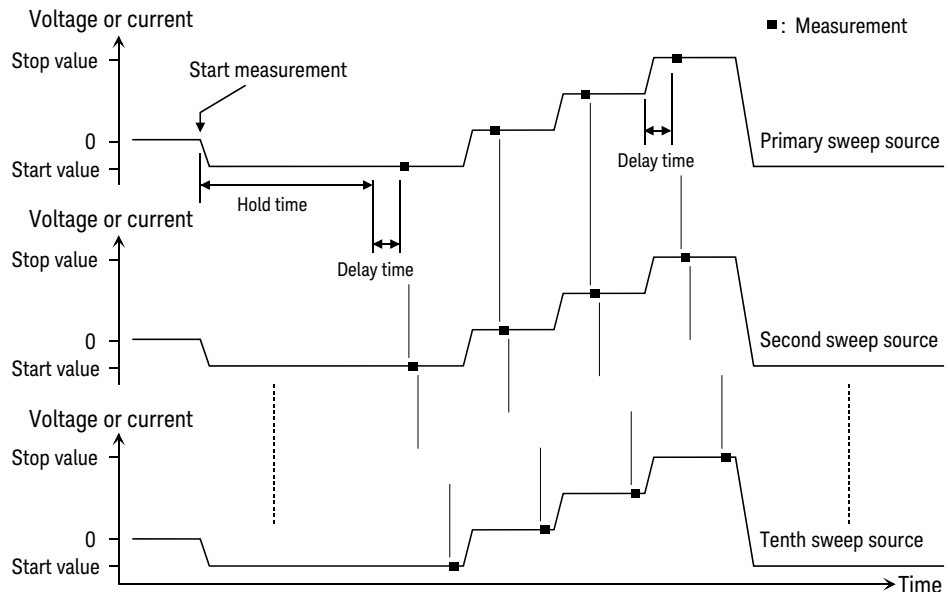 Voltage or current
■: Measurement
Stop value
Start measurement
0
Primary sweep source
Start value
Delay time
Hold time
Voltage or current
Stop value
Delay time
0
Second sweep source
Start value
Voltage or current
Stop value
0
Tenth sweep source
Start value
Time